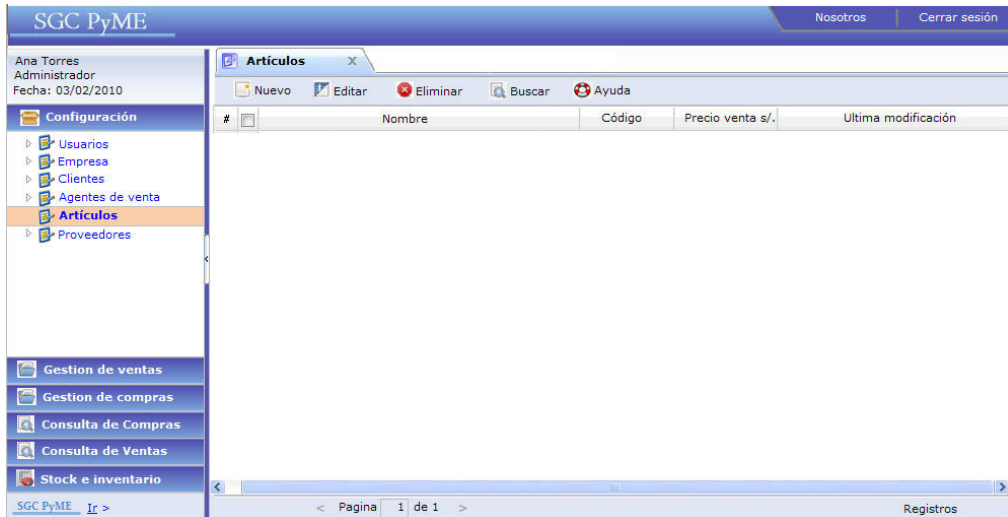 SGC PyME
Nosotros
Cerrar sesión
Ana Torres
Administrador
Fecha: 03/02/2010
Artículos x
Nuevo Editar Eliminar Buscar Ayuda
Configuración
# Nombre Código Precio venta s/. Ultima modificación
Usuarios
Empresa
Clientes
Agentes de venta
Artículos
Proveedores
Gestion de ventas
Gestion de compras
Consulta de Compras
Consulta de Ventas
Stock e inventario
SGC PyME Ir >
< Pagina 1 de 1 > Registros